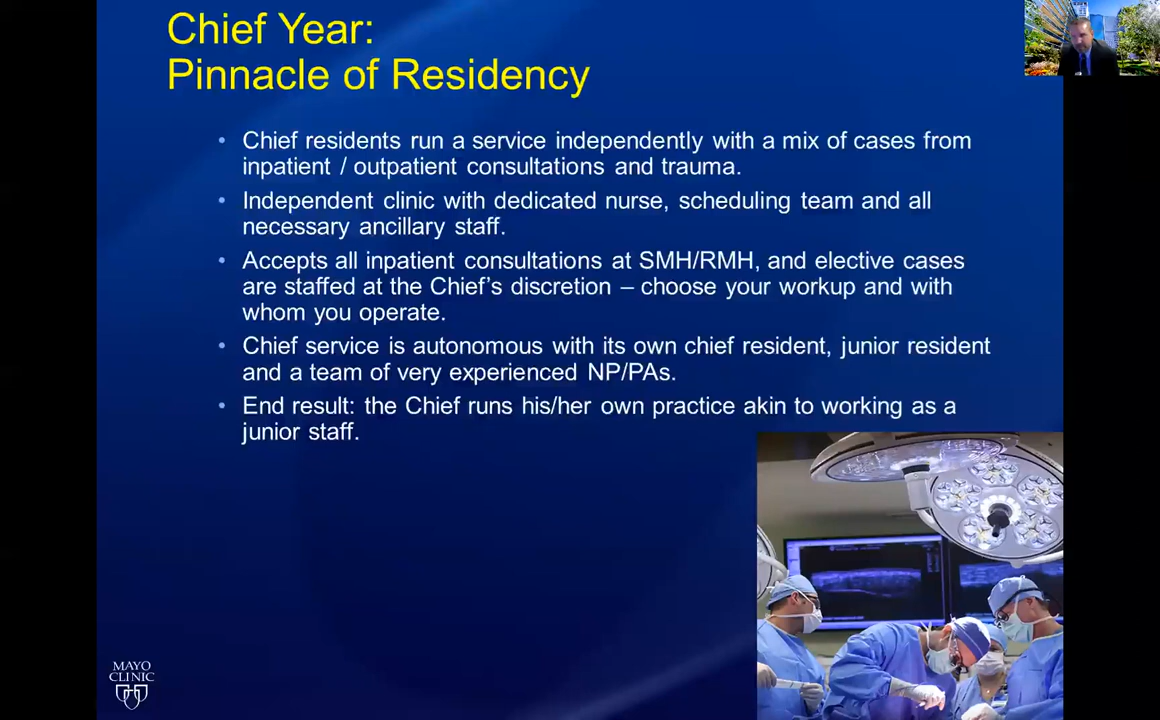 Chief Year:
Pinnacle of Residency
• Chief residents run a service independently with a mix of cases from
inpatient / outpatient consultations and trauma.
• Independent clinic with dedicated nurse, scheduling team and all
necessary ancillary staff.
• Accepts all inpatient consultations at SMH/RMH, and elective cases
are staffed at the Chief's discretion – choose your workup and with
whom you operate.
• Chief service is autonomous with its own chief resident, junior resident
and a team of very experienced NP/PAs.
• End result: the Chief runs his/her own practice akin to working as a
junior staff.
MAYO
CLINIC